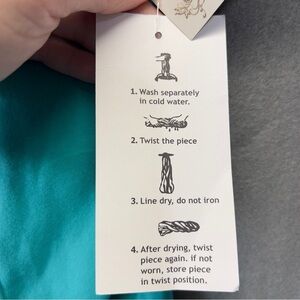 1. Wash separately
in cold water.
2. Twist the piece
3. Line dry, do not iron
4. After drying, twist
piece again. if not
worn, store piece
in twist position.